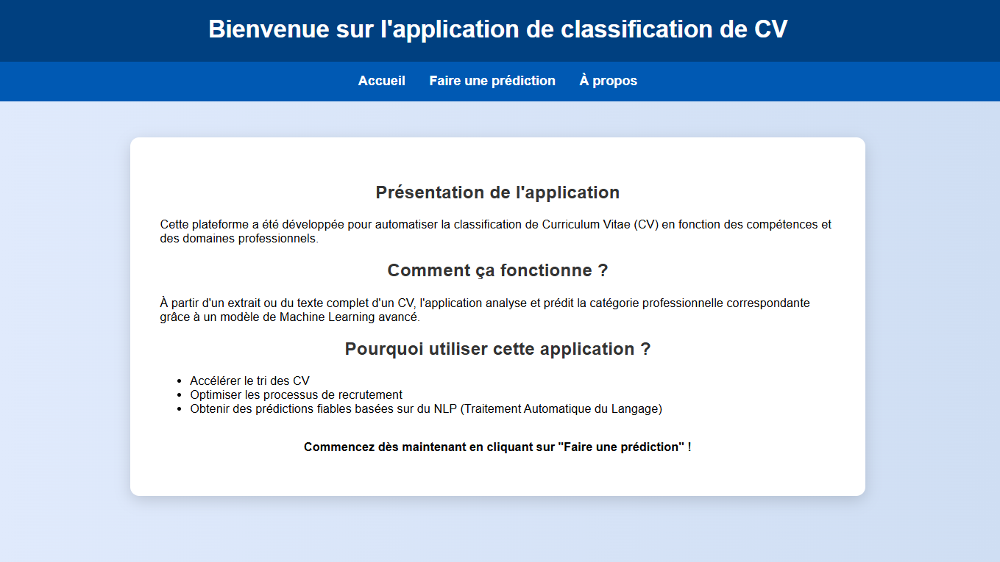 Bienvenue sur l'application de classification de CV
Accueil Faire une prédiction À propos
Présentation de l'application
Cette plateforme a été développée pour automatiser la classification de Curriculum Vitae (CV) en fonction des compétences et
des domaines professionnels.
Comment ça fonctionne ?
À partir d'un extrait ou du texte complet d'un CV, l'application analyse et prédit la catégorie professionnelle correspondante
grâce à un modèle de Machine Learning avancé.
Pourquoi utiliser cette application ?
• Accélérer le tri des CV
• Optimiser les processus de recrutement
• Obtenir des prédictions fiables basées sur du NLP (Traitement Automatique du Langage)
Commencez dès maintenant en cliquant sur "Faire une prédiction" !